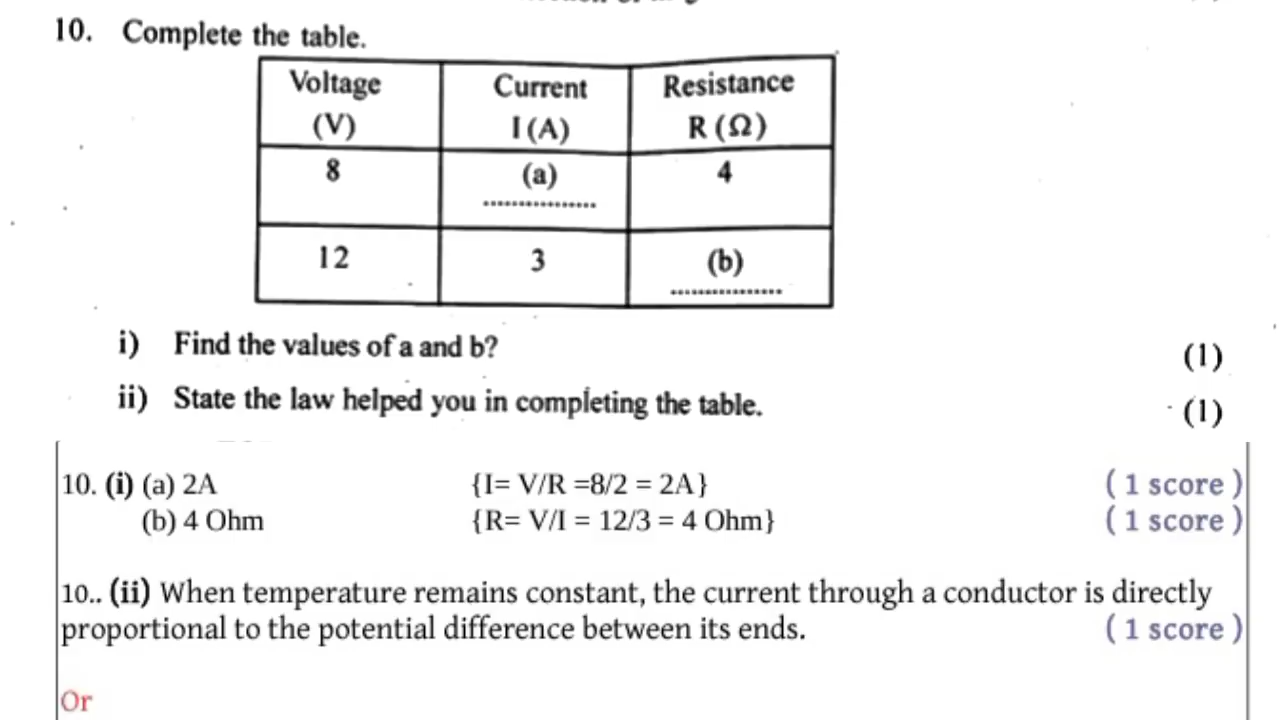 10. Complete the table.
Voltage (V) Current I (A) Resistance R (Ω)
8 (a) ................ 4
12 3 (b) ................
i) Find the values of a and b? (1)
ii) State the law helped you in completing the table. (1)
10. (i) (a) 2A {I= V/R =8/2 = 2A} ( 1 score )
(b) 4 Ohm {R= V/I = 12/3 = 4 Ohm} ( 1 score )
10.. (ii) When temperature remains constant, the current through a conductor is directly
proportional to the potential difference between its ends. ( 1 score )
Or